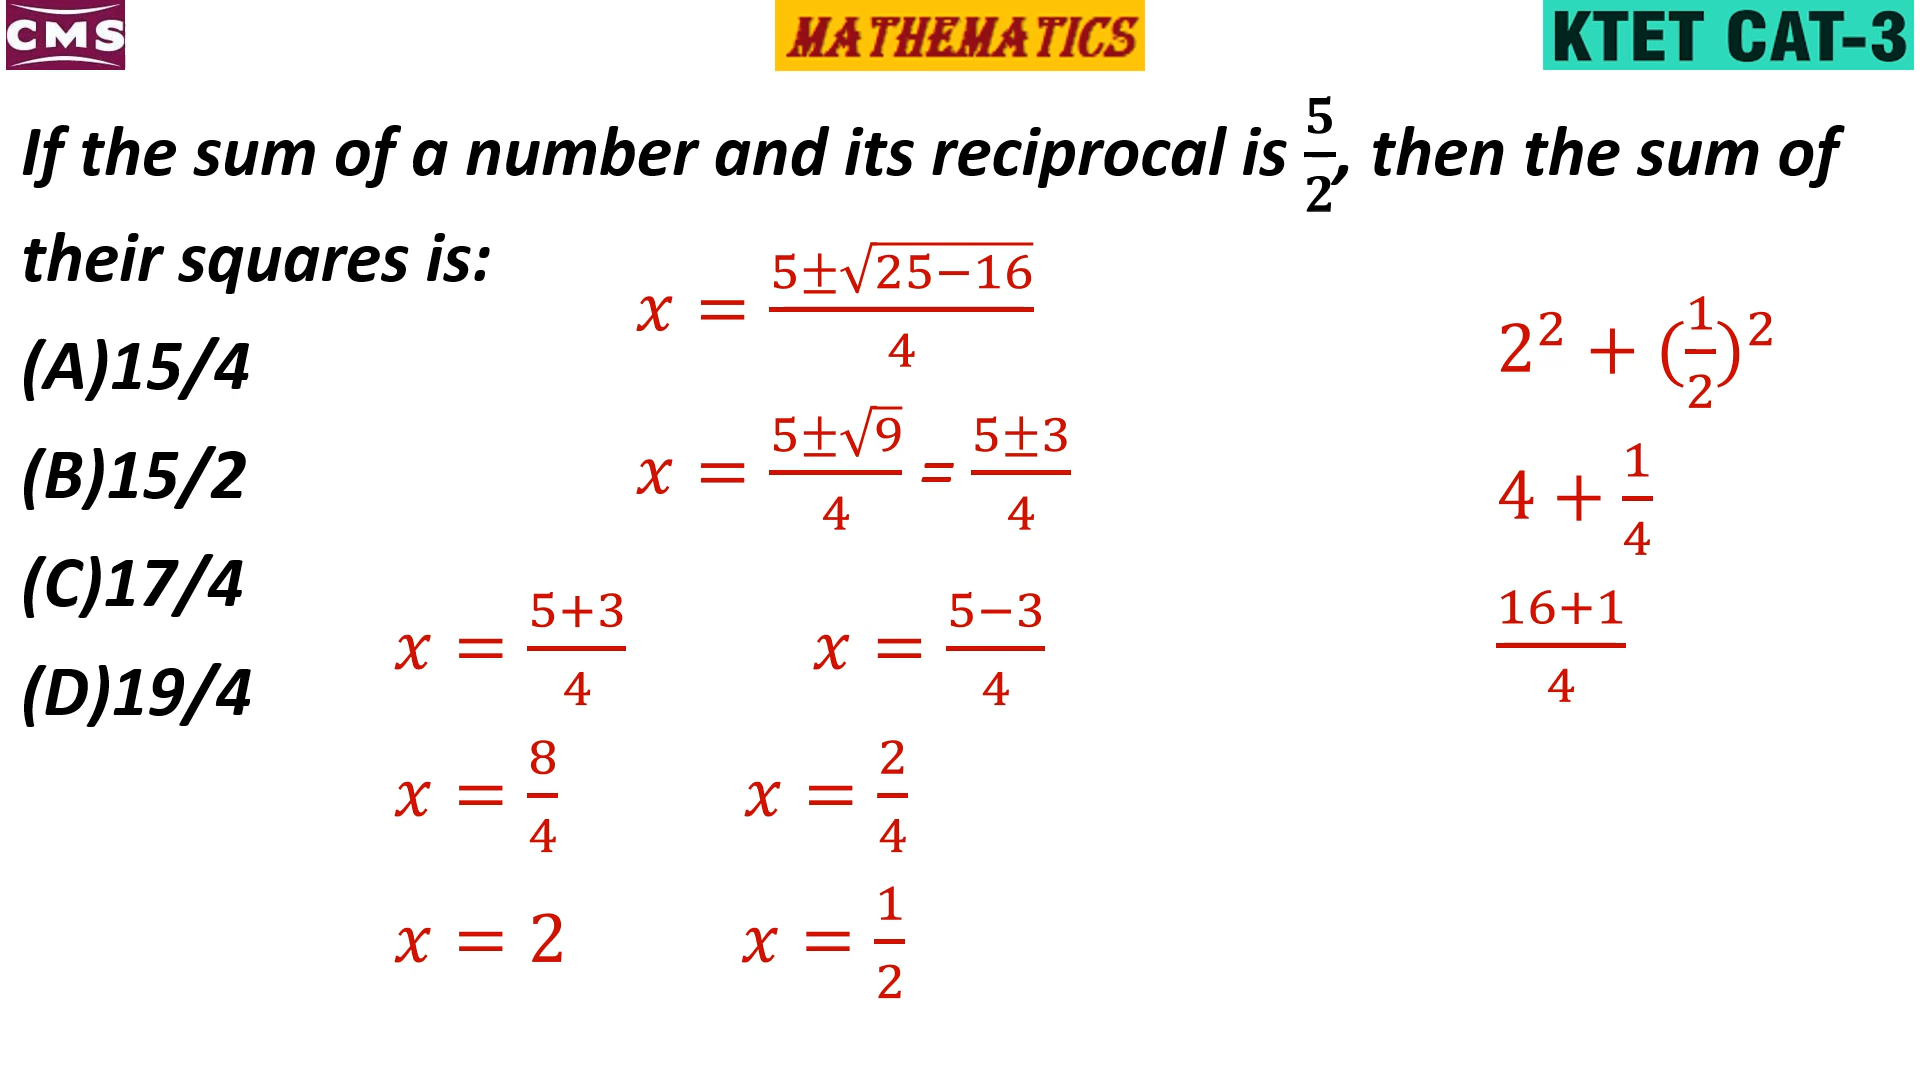 CMS
MATHEMATICS
KTET CAT-3
If the sum of a number and its reciprocal is 5/2, then the sum of
their squares is:
(A)15/4
(B)15/2
(C)17/4
(D)19/4
x = (5±√(25−16))/4
x = (5±√9)/4 = (5±3)/4
x = (5+3)/4
x = (5−3)/4
x = 8/4
x = 2/4
x = 2
x = 1/2
2² + (1/2)²
4 + 1/4
(16+1)/4